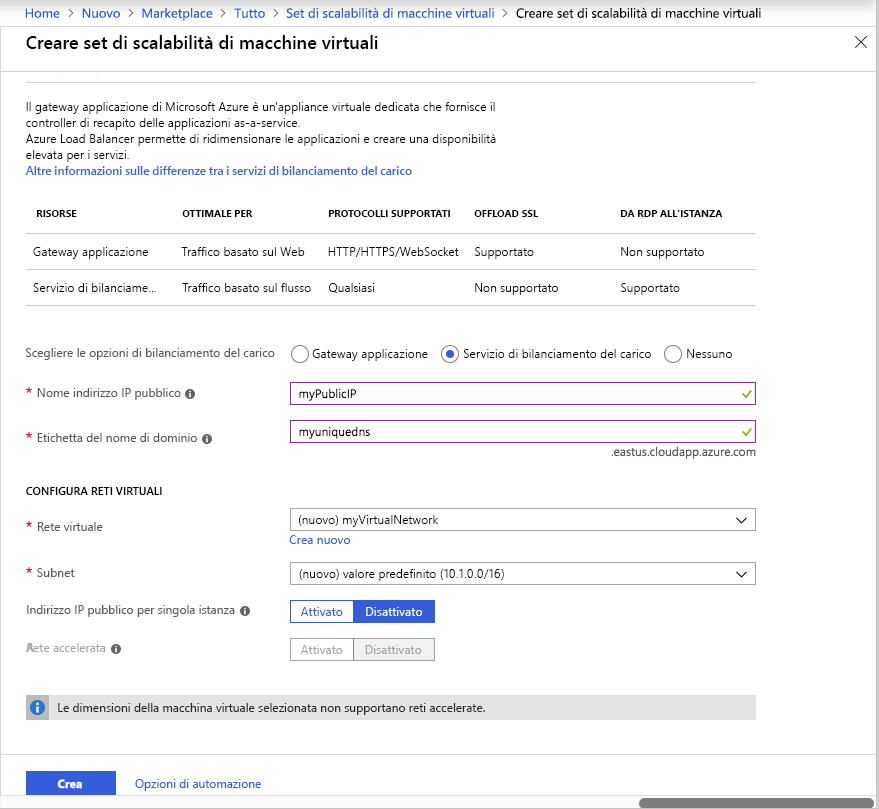 Home > Nuovo > Marketplace > Tutto > Set di scalabilità di macchine virtuali > Creare set di scalabilità di macchine virtuali
Creare set di scalabilità di macchine virtuali
Il gateway applicazione di Microsoft Azure è un'appliance virtuale dedicata che fornisce il
controller di recapito delle applicazioni as-a-service.
Azure Load Balancer permette di ridimensionare le applicazioni e creare una disponibilità
elevata per i servizi.
Altre informazioni sulle differenze tra i servizi di bilanciamento del carico
RISORSE OTTIMALE PER PROTOCOLLI SUPPORTATI OFFLOAD SSL DA RDP ALL'ISTANZA
Gateway applicazione Traffico basato sul Web HTTP/HTTPS/WebSocket Supportato Non supportato
Servizio di bilanciame... Traffico basato sul flusso Qualsiasi Non supportato Supportato
Scegliere le opzioni di bilanciamento del carico Gateway applicazione Servizio di bilanciamento del carico Nessuno
* Nome indirizzo IP pubblico myPublicIP
* Etichetta del nome di dominio myuniquedns
.eastus.cloudapp.azure.com
CONFIGURA RETI VIRTUALI
* Rete virtuale (nuovo) myVirtualNetwork
Crea nuovo
* Subnet (nuovo) valore predefinito (10.1.0.0/16)
Indirizzo IP pubblico per singola istanza Attivato Disattivato
Rete accelerata Attivato Disattivato
Le dimensioni della macchina virtuale selezionata non supportano reti accelerate.
Crea Opzioni di automazione